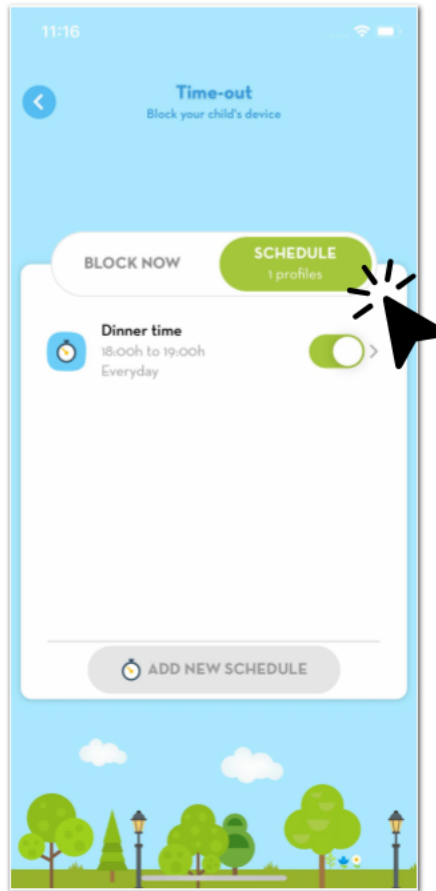 11:16
Time-out
Block your child's device
BLOCK NOW
SCHEDULE
1 profiles
Dinner time
18:00h to 19:00h
Everyday
ADD NEW SCHEDULE